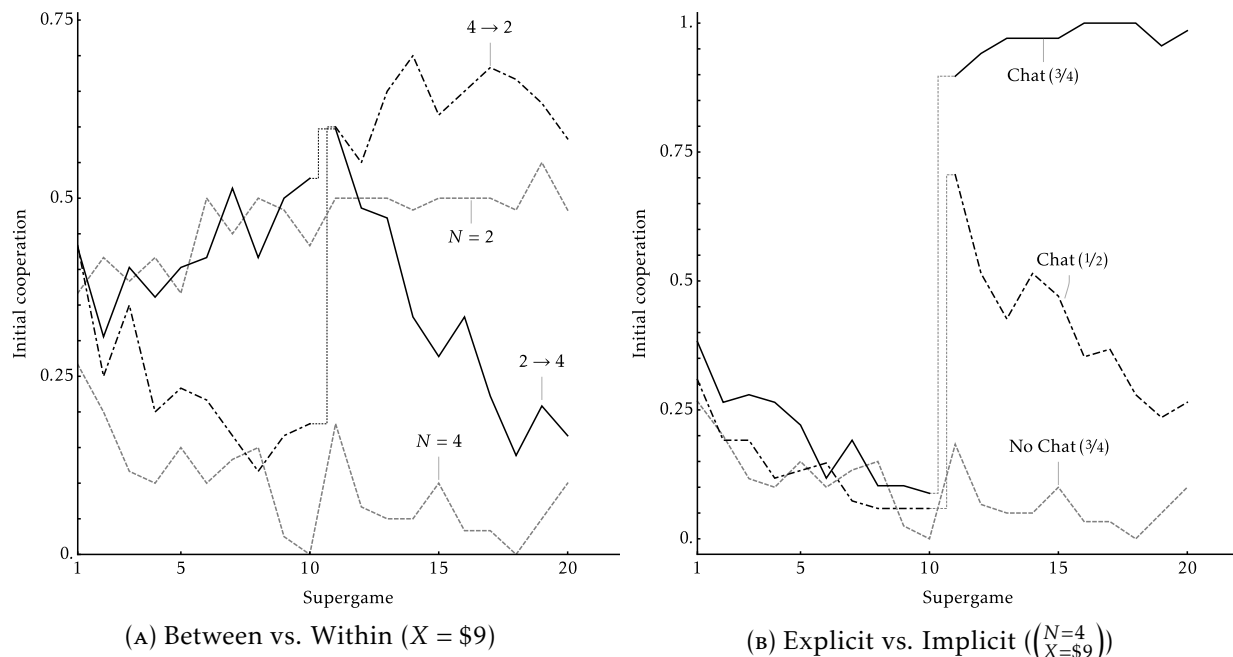 0.75
0.5
0.25
0.
Initial cooperation
4 → 2
N = 2
2 → 4
N = 4
1 5 10 15 20
Supergame
(A) Between vs. Within (X = $9)
1.
0.75
0.5
0.25
0.
Initial cooperation
Chat (3/4)
Chat (1/2)
No Chat (3/4)
1 5 10 15 20
Supergame
(B) Explicit vs. Implicit ((N=4
X=$9))